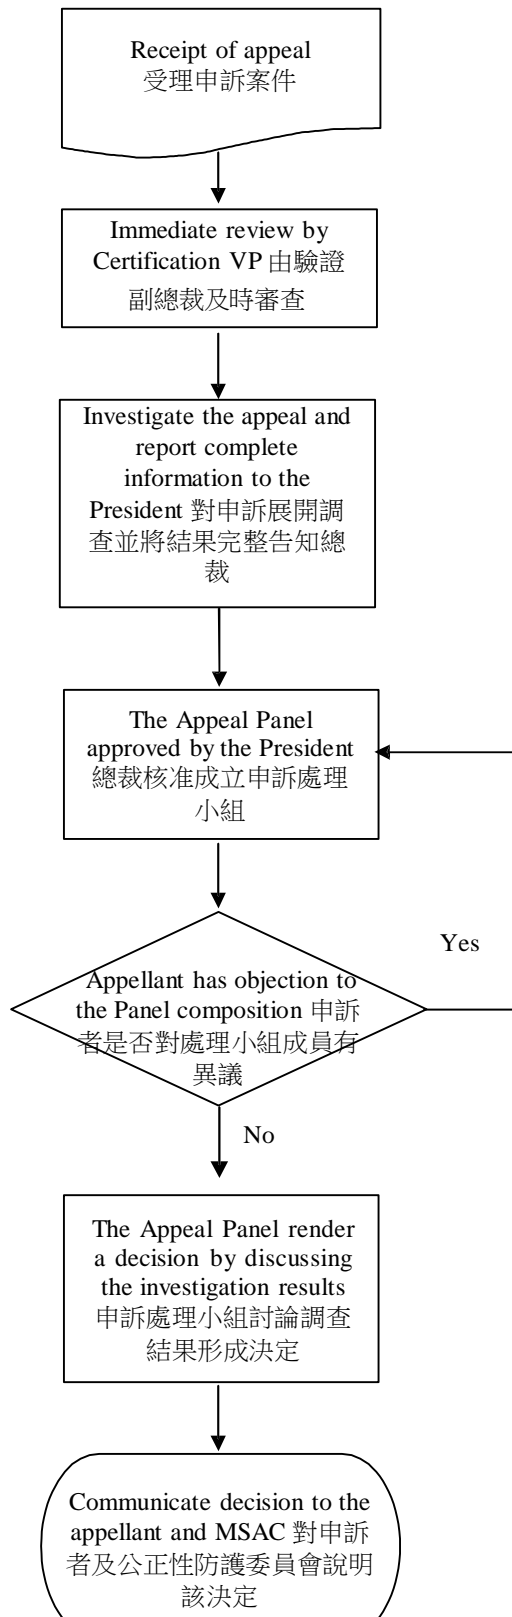 Receipt of appeal
受理申訴案件
Immediate review by
Certification VP 由驗證
副總裁及時審查
Investigate the appeal and
report complete
information to the
President 對申訴展開調
查並將結果完整告知總
裁
The Appeal Panel
approved by the President
總裁核准成立申訴處理
小組
Yes
Appellant has objection to
the Panel composition 申訴
者是否對處理小組成員有
異議
No
The Appeal Panel render
a decision by discussing
the investigation results
申訴處理小組討論調查
結果形成決定
Communicate decision to the
appellant and MSAC 對申訴
者及公正性防護委員會說明
該決定